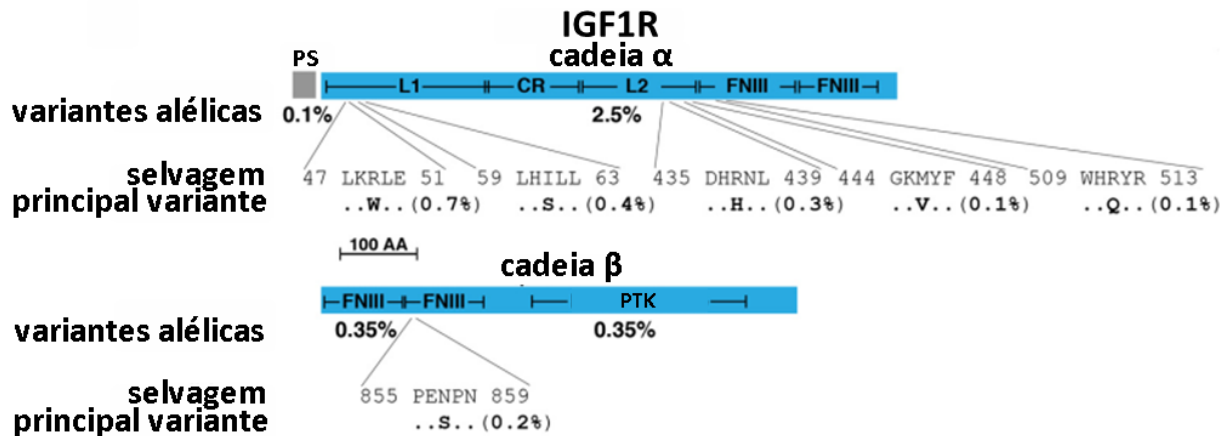 IGF1R
PS cadeia α
L1 CR L2 FNIII FNIII
variantes alélicas 0.1% 2.5%
selvagem 47 LKRLE 51 59 LHILL 63 435 DHRNL 439 444 GKMYF 448 509 WHRYR 513
principal variante ..W..(0.7%) ..S..(0.4%) ..H..(0.3%) ..V..(0.1%) ..Q..(0.1%)
100 AA
cadeia β
FNIII FNIII PTK
variantes alélicas 0.35% 0.35%
selvagem 855 PENPN 859
principal variante ..S..(0.2%)